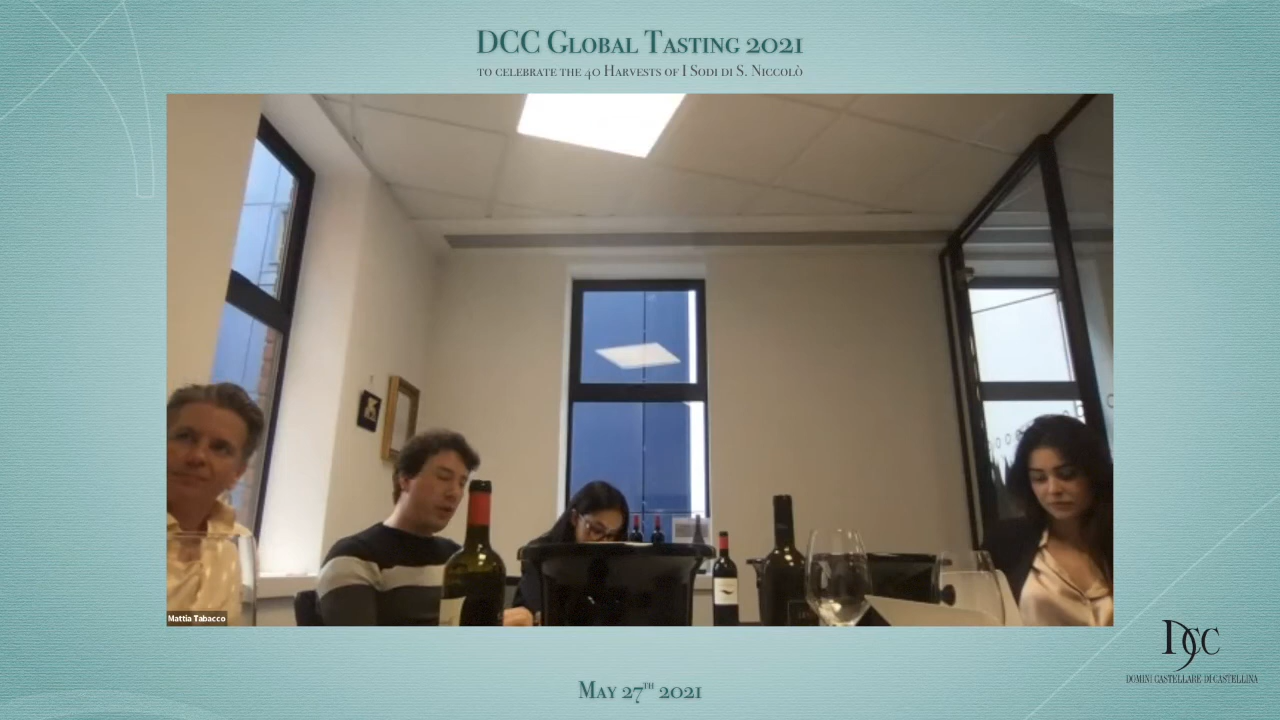 DCC Global Tasting 2021
to celebrate the 40 Harvests of I Sodi di S. Niccolò
Mattia Tabacco
May 27th 2021
DCC
Domini Castellare di Castellina